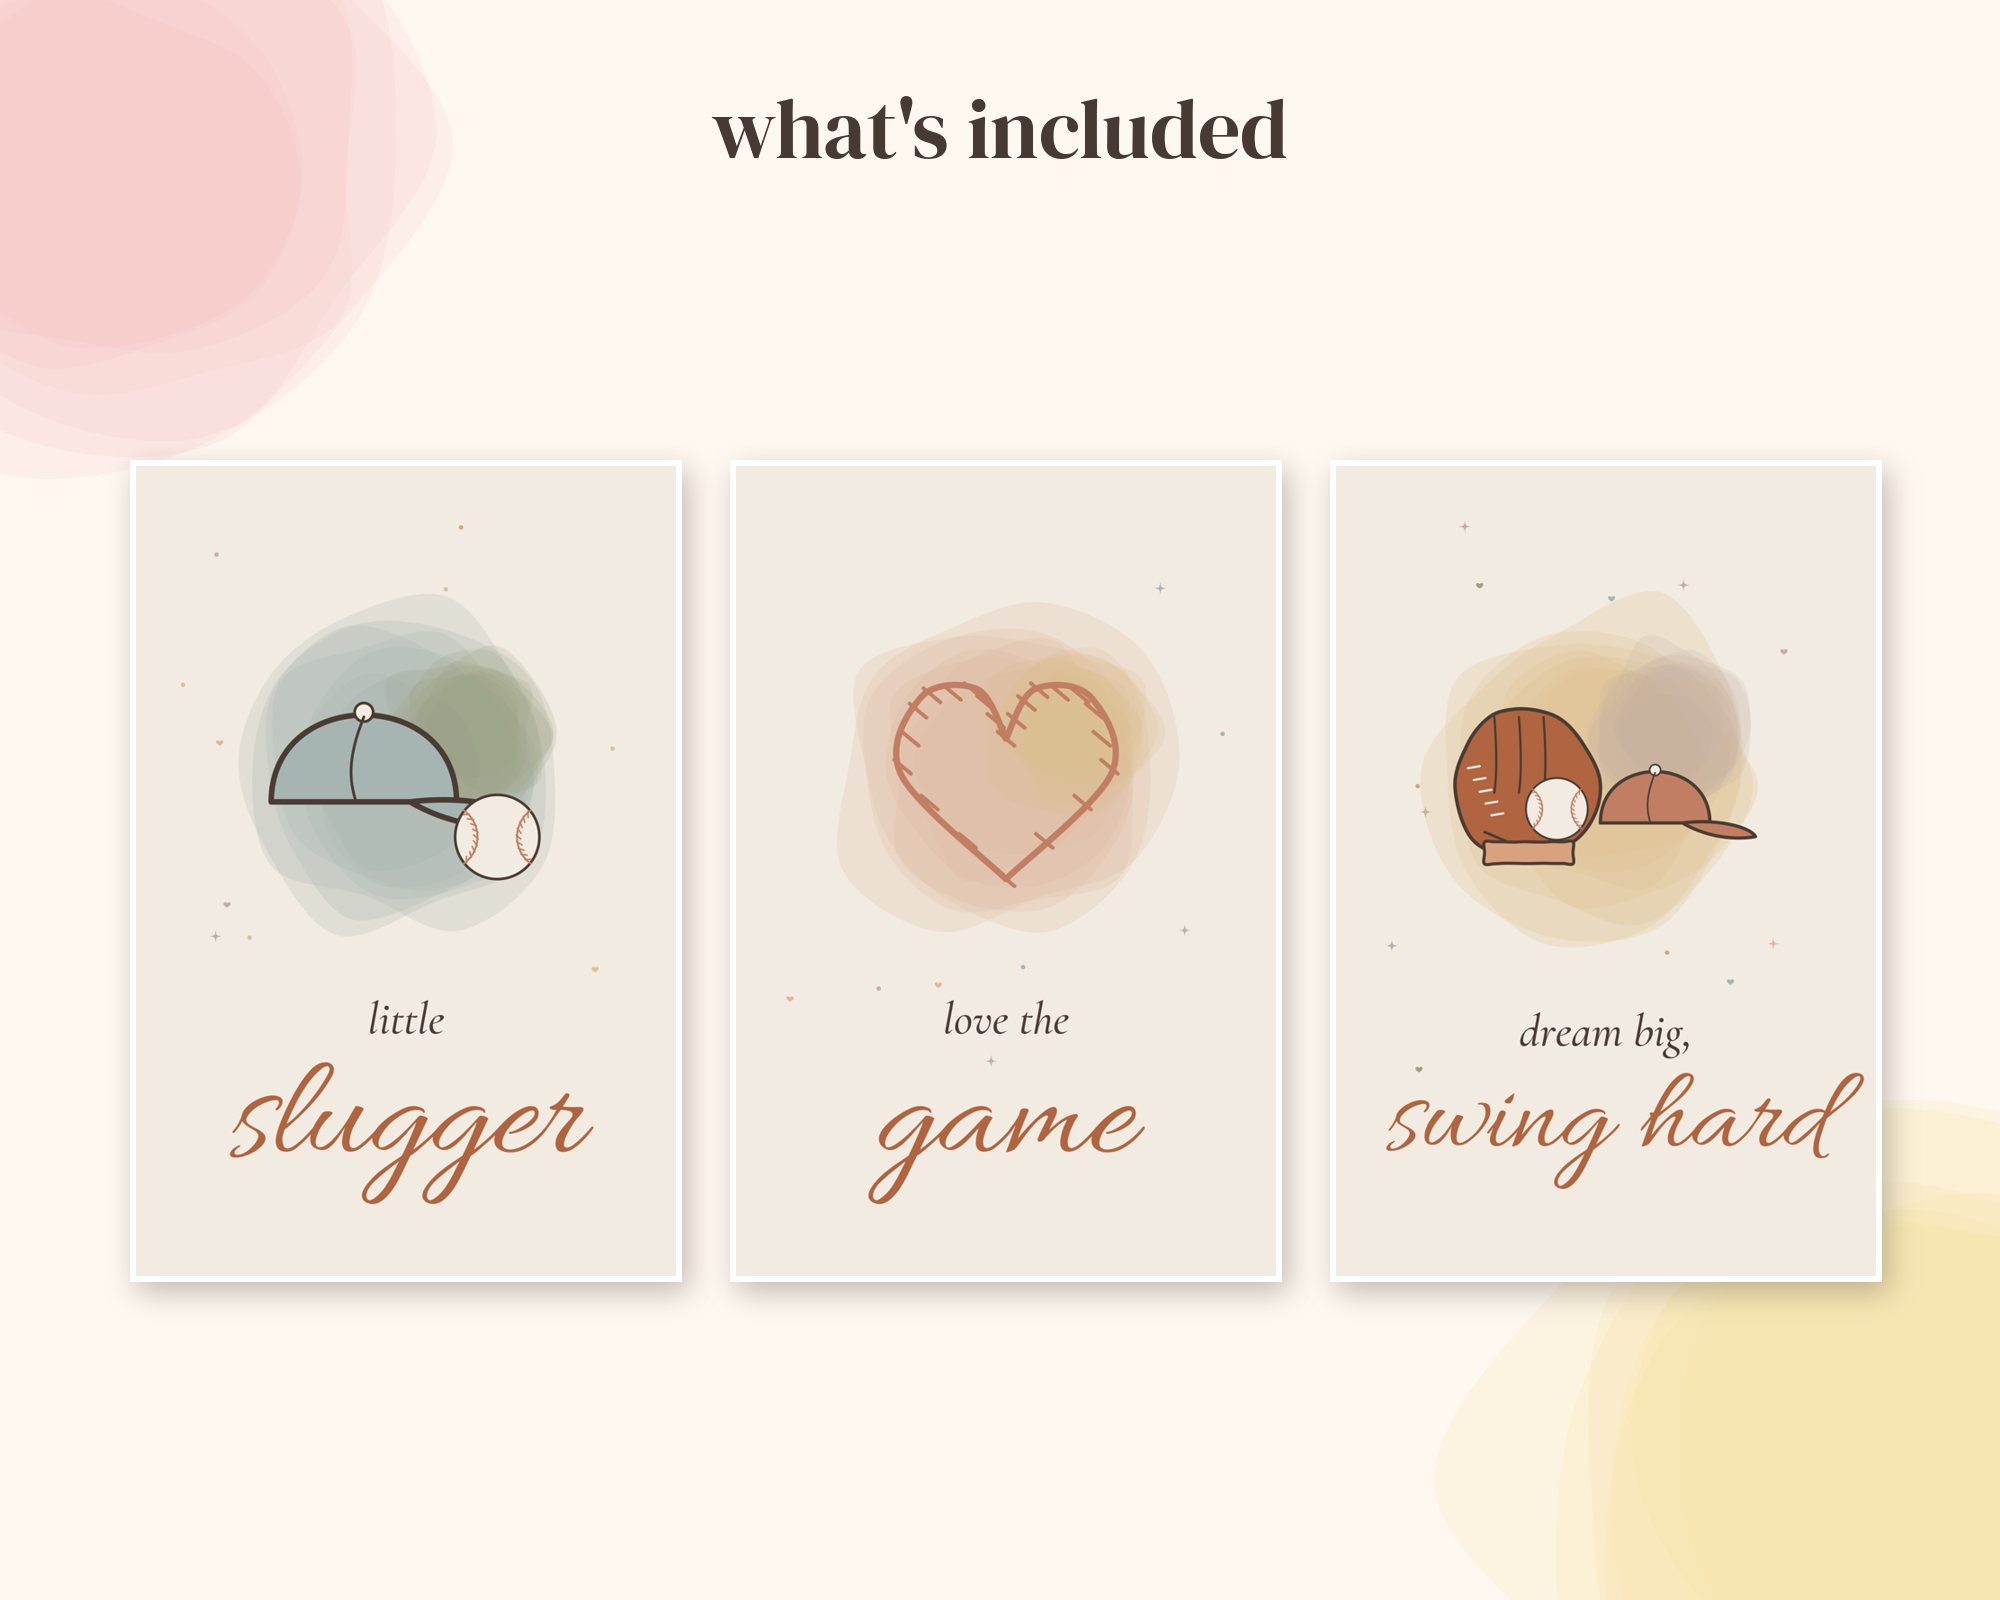 what's included
little
slugger
love the
game
dream big,
swing hard